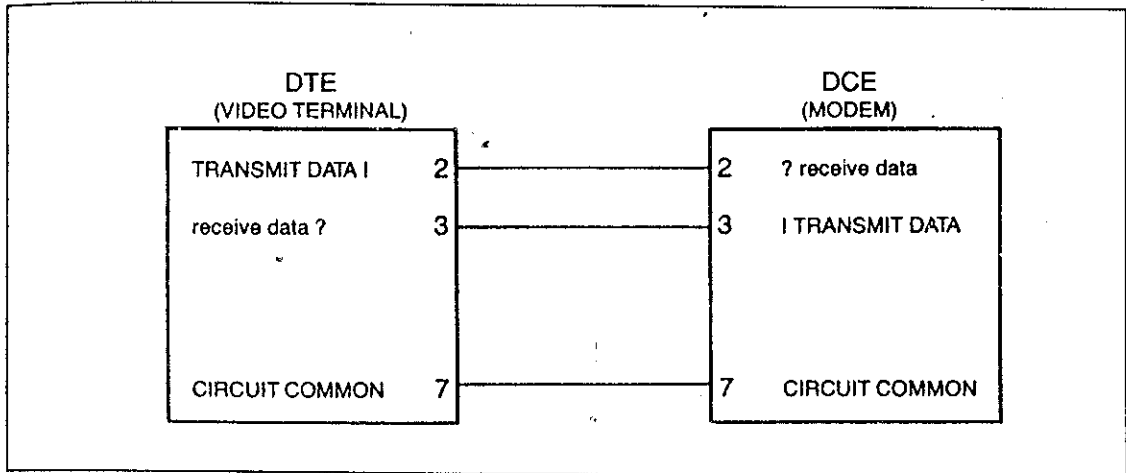 DTE
(VIDEO TERMINAL)
TRANSMIT DATA I 2
receive data ? 3
CIRCUIT COMMON 7
DCE
(MODEM)
2 ? receive data
3 I TRANSMIT DATA
7 CIRCUIT COMMON